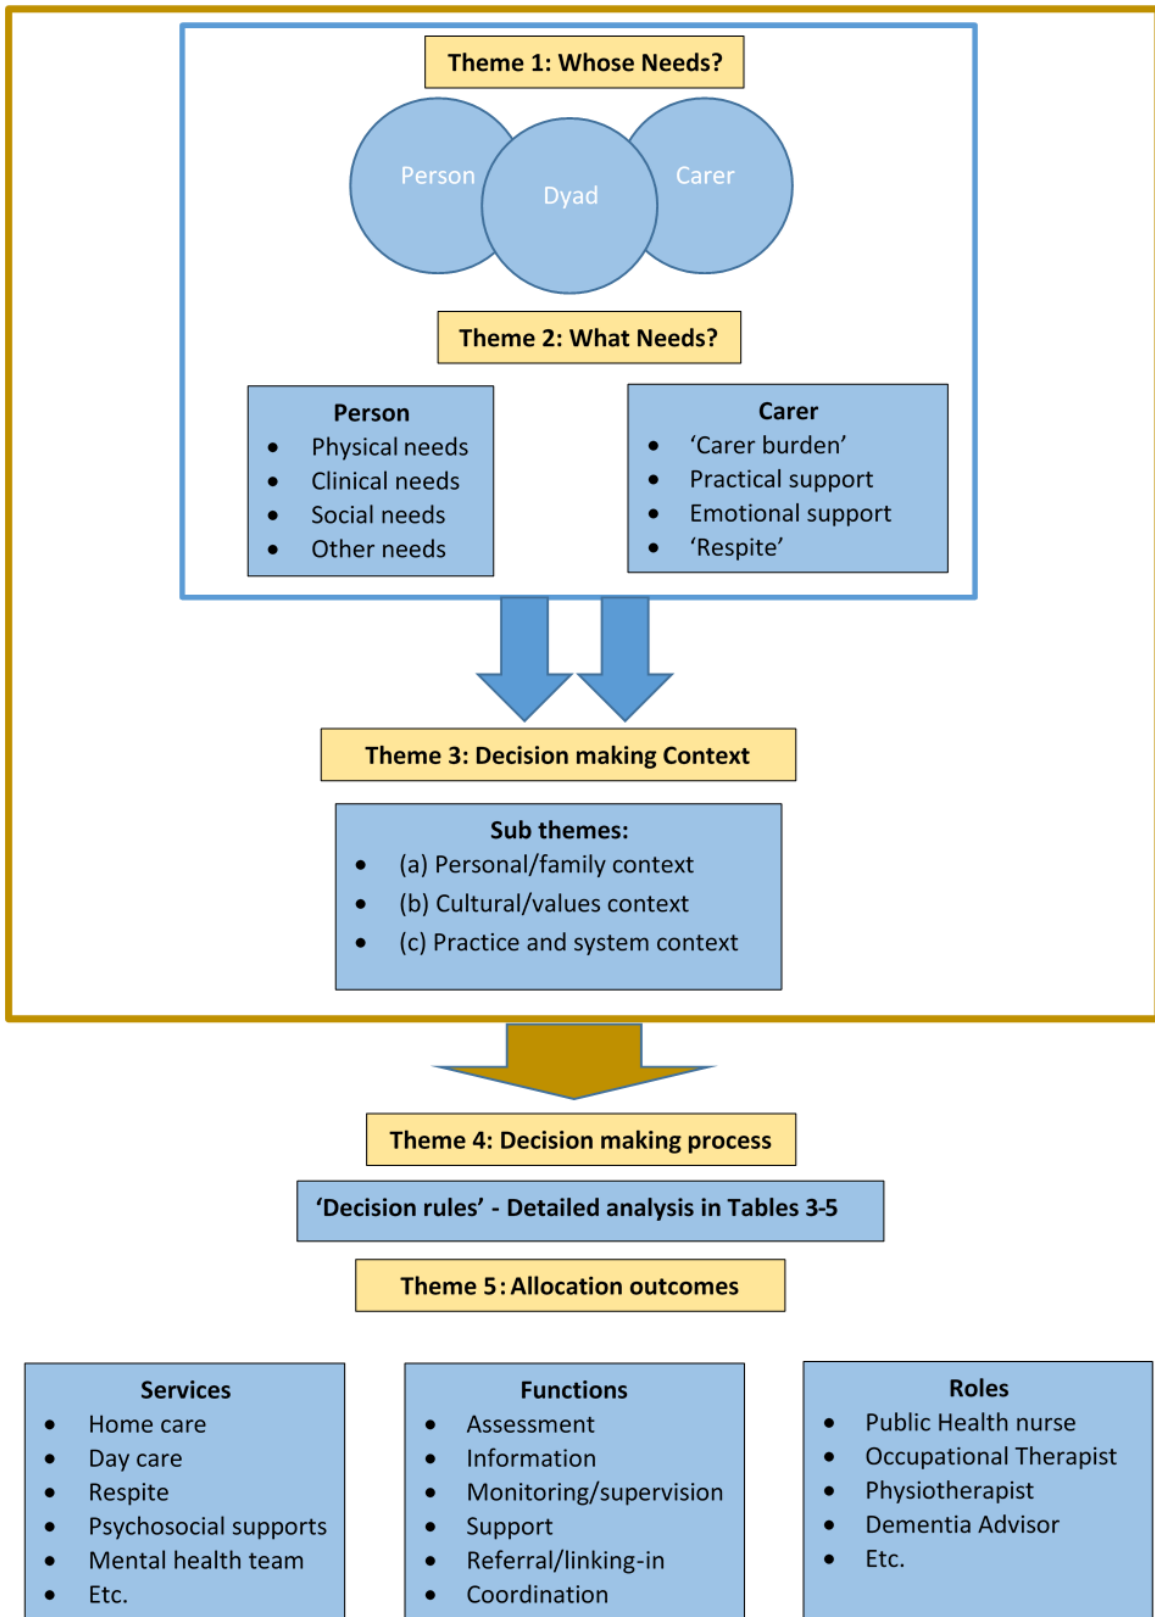 Theme 1: Whose Needs?
Person
Dyad
Carer
Theme 2: What Needs?
Person
• Physical needs
• Clinical needs
• Social needs
• Other needs
Carer
• ‘Carer burden’
• Practical support
• Emotional support
• ‘Respite’
Theme 3: Decision making Context
Sub themes:
• (a) Personal/family context
• (b) Cultural/values context
• (c) Practice and system context
Theme 4: Decision making process
‘Decision rules’ - Detailed analysis in Tables 3-5
Theme 5: Allocation outcomes
Services
• Home care
• Day care
• Respite
• Psychosocial supports
• Mental health team
• Etc.
Functions
• Assessment
• Information
• Monitoring/supervision
• Support
• Referral/linking-in
• Coordination
Roles
• Public Health nurse
• Occupational Therapist
• Physiotherapist
• Dementia Advisor
• Etc.